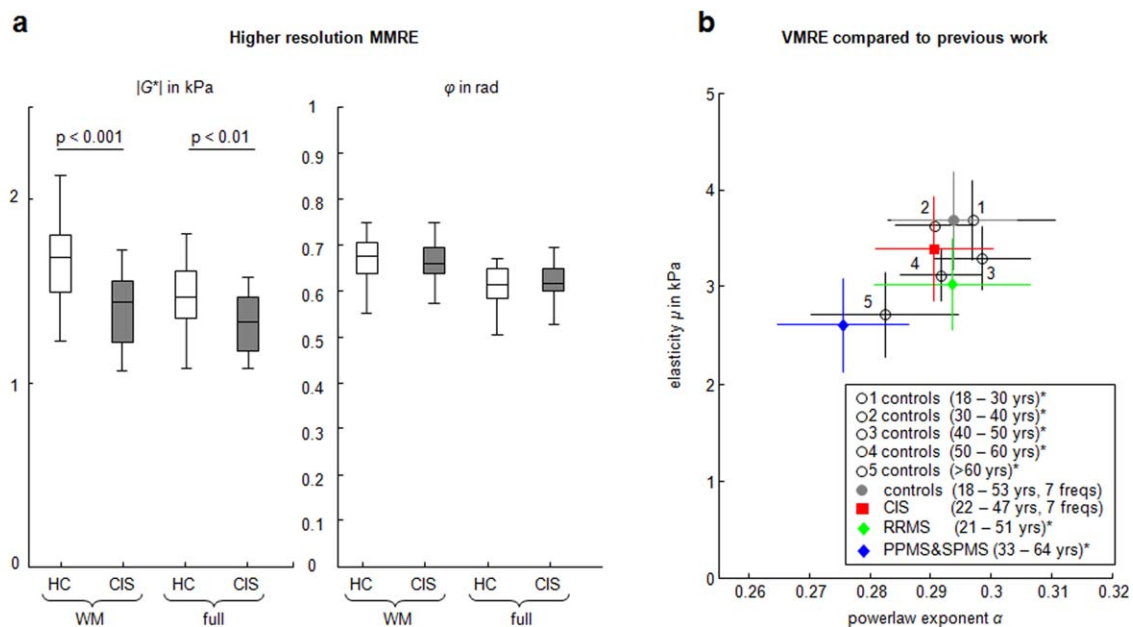 a
Higher resolution MMRE
|G*| in kPa
φ in rad
2
1
0
p < 0.001
p < 0.01
HC
CIS
HC
CIS
WM
full
1
0.9
0.8
0.7
0.6
0.5
0.4
0.3
0.2
0.1
0
HC
CIS
HC
CIS
WM
full
b
VMRE compared to previous work
elasticity μ in kPa
5
4
3
2
1
0
2
1
4
3
5
1 controls (18 – 30 yrs)*
2 controls (30 – 40 yrs)*
3 controls (40 – 50 yrs)*
4 controls (50 – 60 yrs)*
5 controls (>60 yrs)*
controls (18 – 53 yrs, 7 freqs)
CIS (22 – 47 yrs, 7 freqs)
RRMS (21 – 51 yrs)*
PPMS&SPMS (33 – 64 yrs)*
0.26 0.27 0.28 0.29 0.3 0.31 0.32
powerlaw exponent α